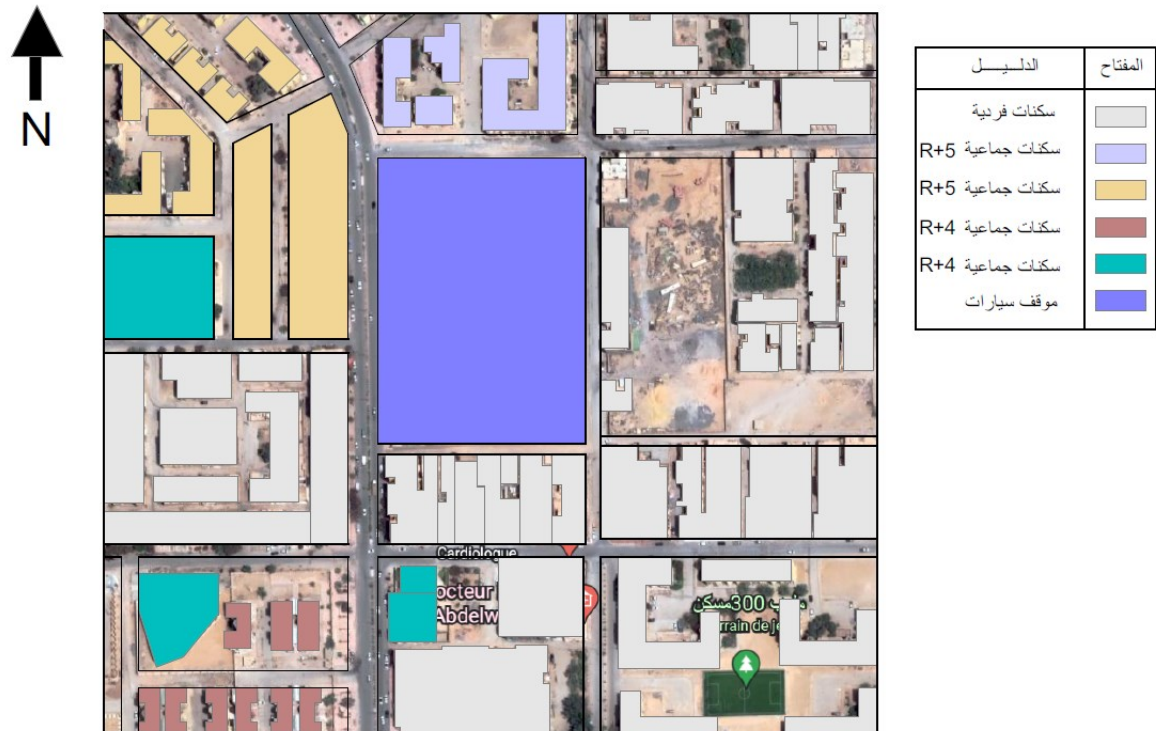 N
المفتاح الدلـــيـــــل
سكنات فردية
سكنات جماعية R+5
سكنات جماعية R+5
سكنات جماعية R+4
سكنات جماعية R+4
موقف سيارات
Cardiologue
octeur
Abdelw
300مسكن
rrain de je